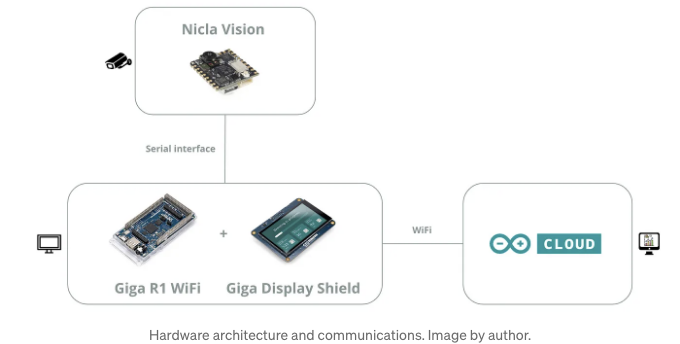 Nicla Vision
Serial interface
Giga R1 WiFi
+
Giga Display Shield
WiFi
CLOUD
Hardware architecture and communications. Image by author.